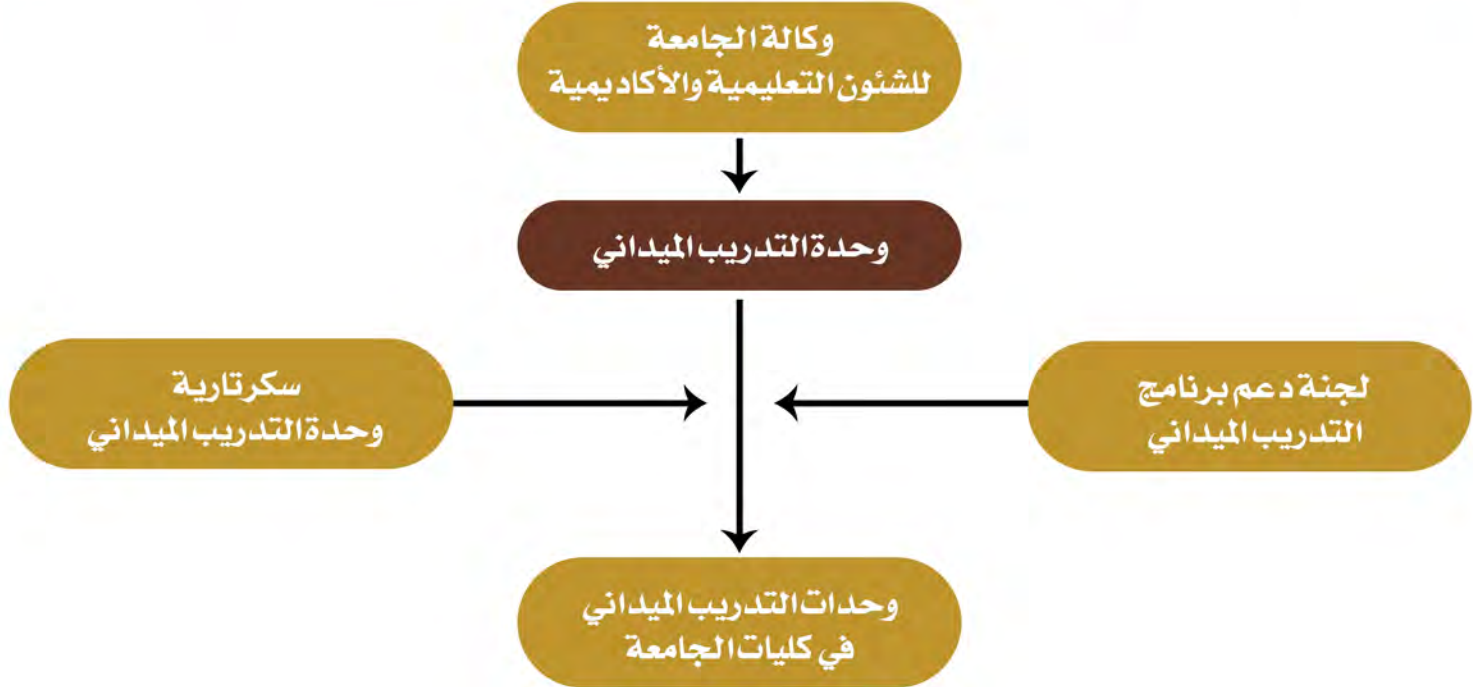 وكالة الجامعة
للشئون التعليمية والأكاديمية
وحدة التدريب الميداني
لجنة دعم برنامج
التدريب الميداني
سكرتارية
وحدة التدريب الميداني
وحدات التدريب الميداني
في كليات الجامعة